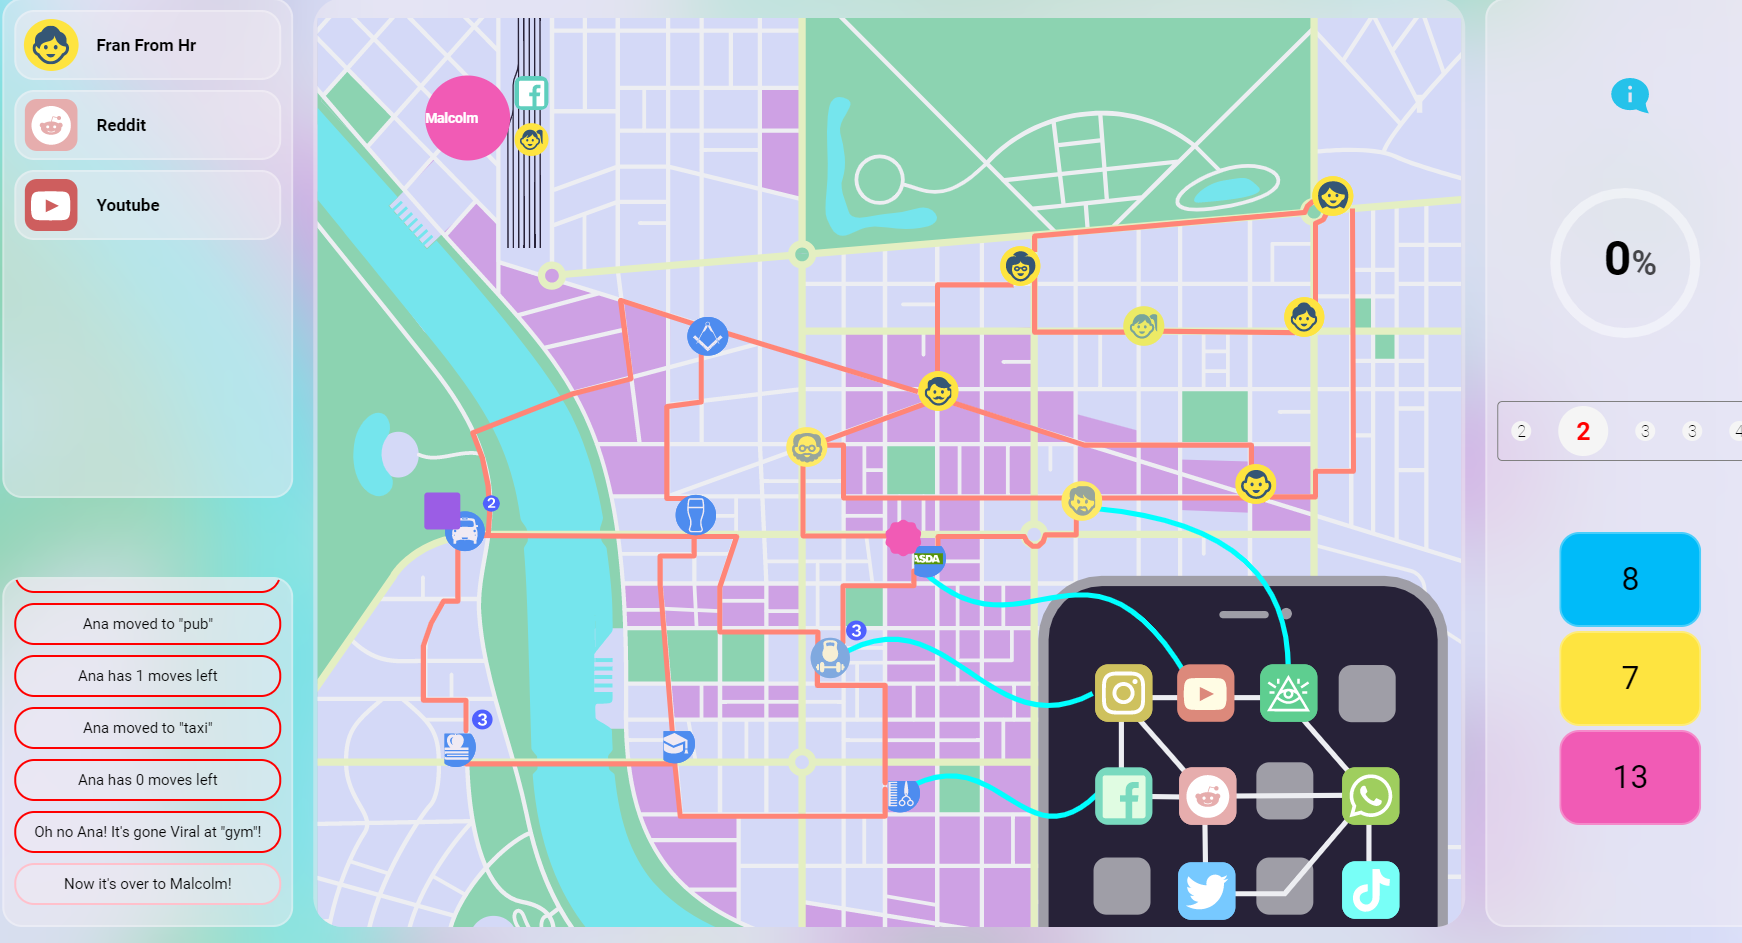 Fran From Hr
Reddit
Youtube
Ana moved to "pub"
Ana has 1 moves left
Ana moved to "taxi"
Ana has 0 moves left
Oh no Ana! It's gone Viral at "gym"!
Now it's over to Malcolm!
Malcolm
2
3
3
ASDA
0%
2 2 3 3 4
8
7
13